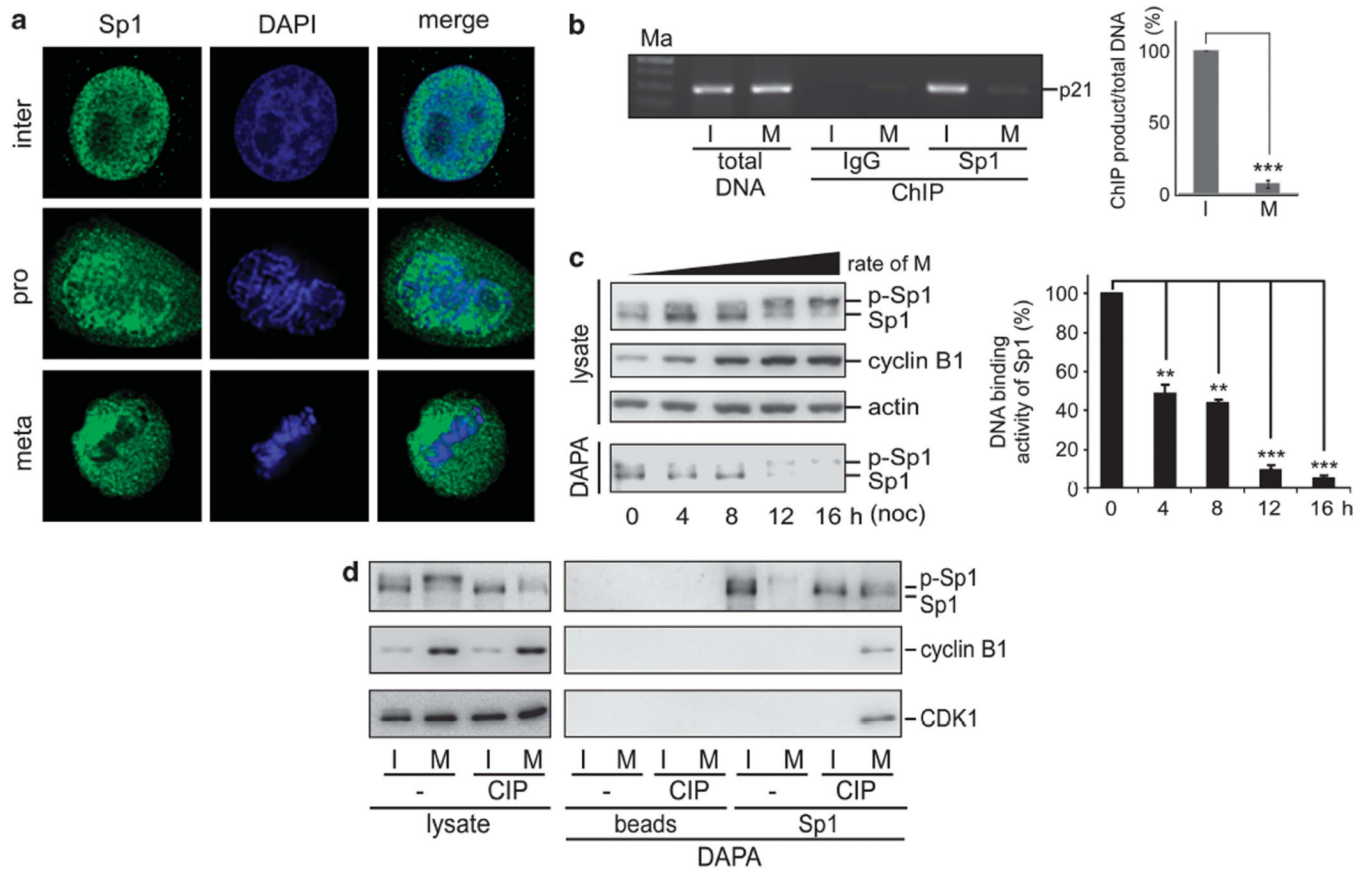 a
Sp1 DAPI merge
inter
pro
meta
b
Ma
p21
I M I M I M
total DNA
IgG Sp1
ChIP
ChIP product/total DNA (%)
100
50
0
***
I M
c
rate of M
lysate
p-Sp1
Sp1
cyclin B1
actin
DAPA
p-Sp1
Sp1
0 4 8 12 16 h (noc)
DNA binding
activity of Sp1 (%)
100
80
60
40
20
0
** ** *** ***
0 4 8 12 16 h
d
p-Sp1
Sp1
cyclin B1
CDK1
I M I M I M I M I M I M
- CIP - CIP - CIP
lysate beads Sp1
DAPA